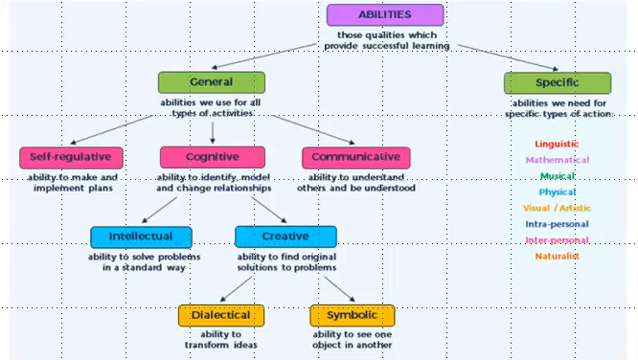 ABILITIES
those qualities which
provide successful learning
General
Specific
abilities we use for all
types of activities
abilities we need for
specific types of action:
Self-regulative
Cognitive
Communicasive
ability to make and
implement plans
ability to identify, model
and change relationships
ability to understand
others and be understood
Linguistic
Mathematical
Musical
Physical
Visual / Artistic
Intra-personal
Inter-personal
Naturalist
Intellectual
Creative
ability to solve problems
in a standard way
ability to find original
solutions to problems
Dialectical
Symbolic
ability to
transform ideas
ability to see one
object in another